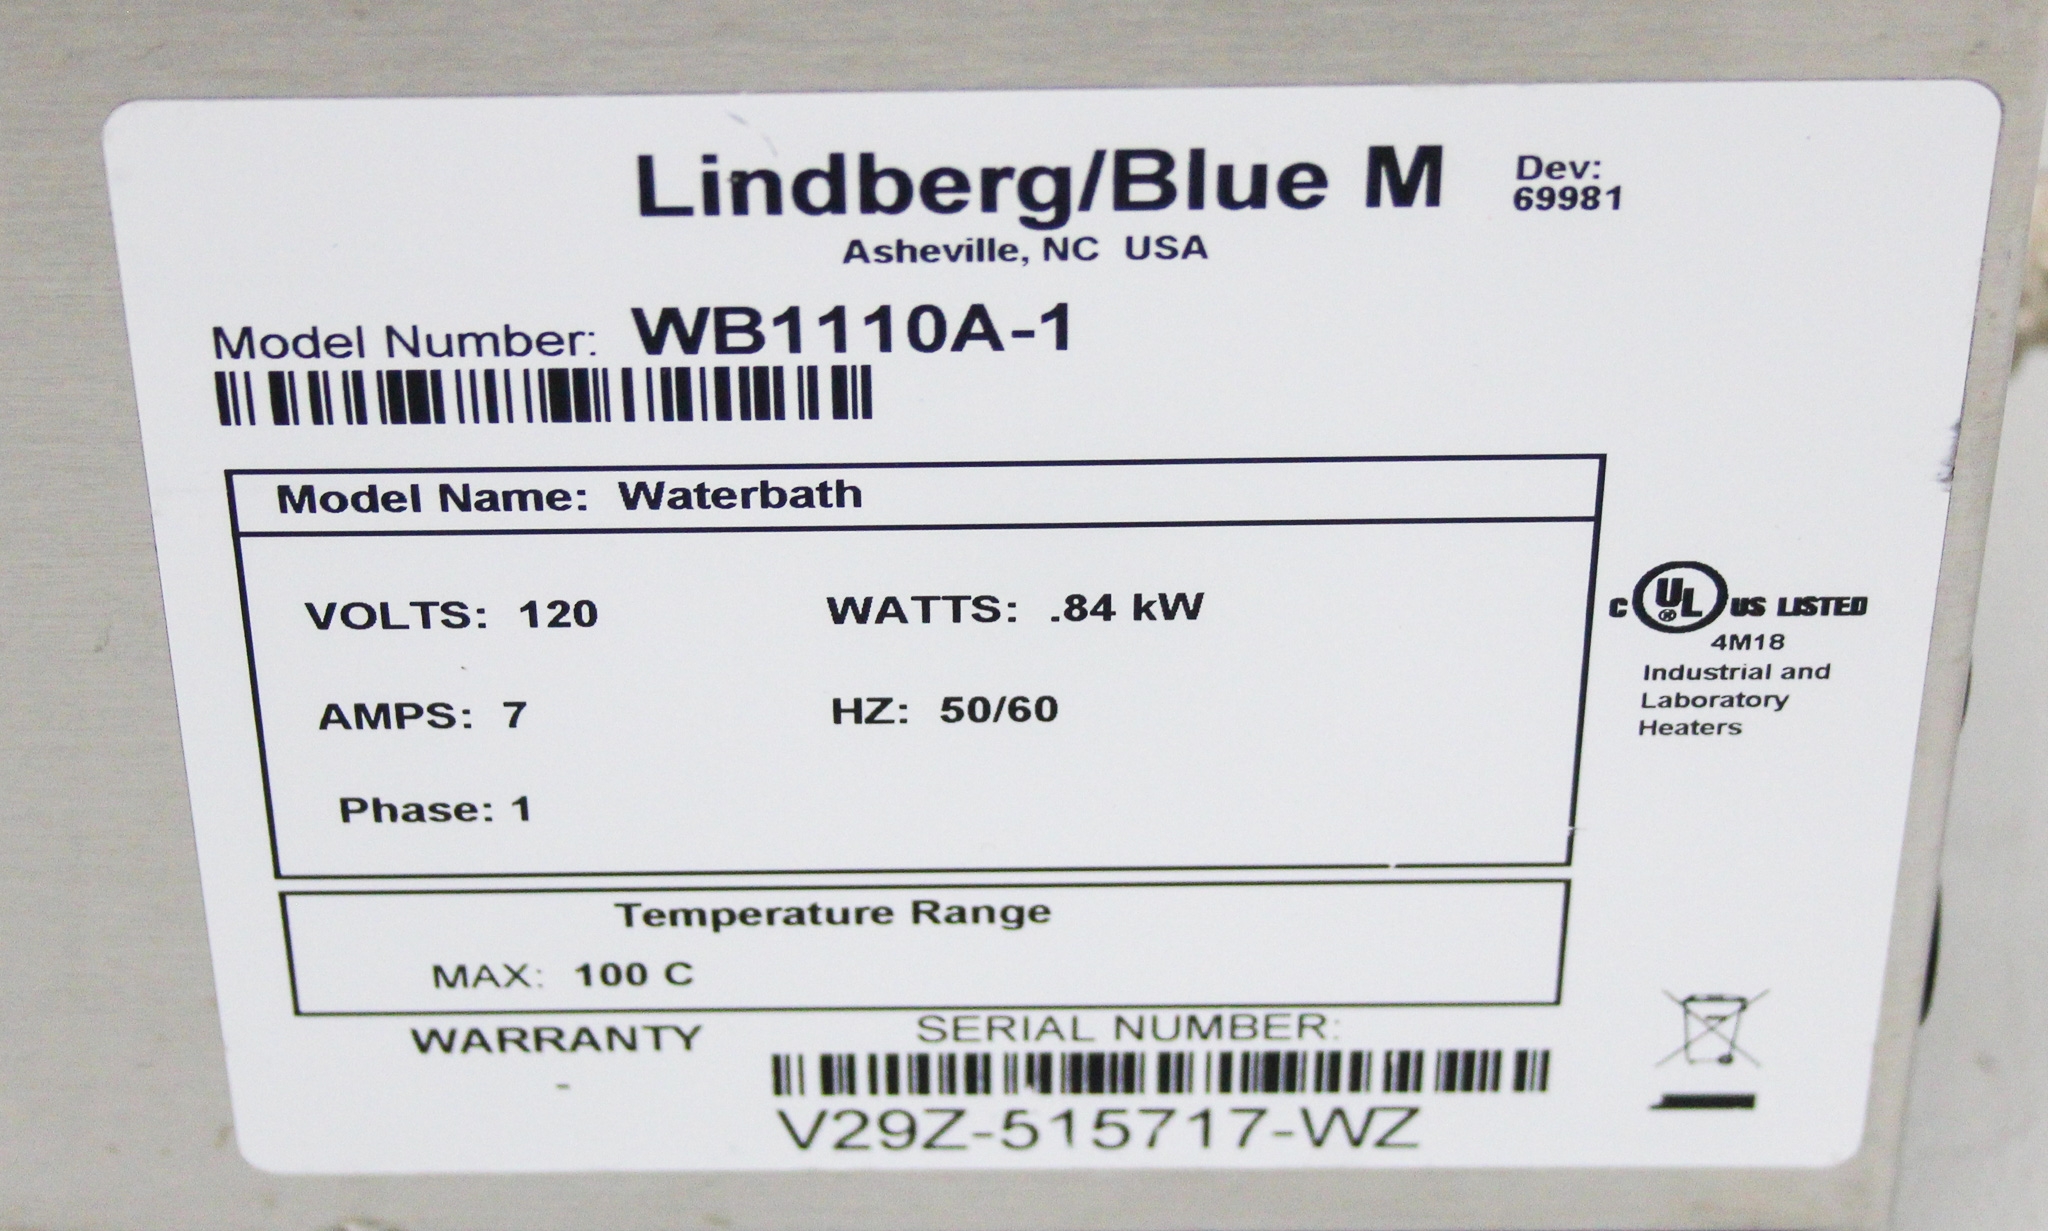 Lindberg/Blue M
Dev:
69981
Asheville, NC USA
Model Number: WB1110A-1
Model Name: Waterbath
VOLTS: 120 WATTS: .84 kW
AMPS: 7 HZ: 50/60
Phase: 1
C UL ® US LISTED
4M18
Industrial and
Laboratory
Heaters
Temperature Range
MAX: 100 C
WARRANTY
-
SERIAL NUMBER:
V29Z-515717-WZ